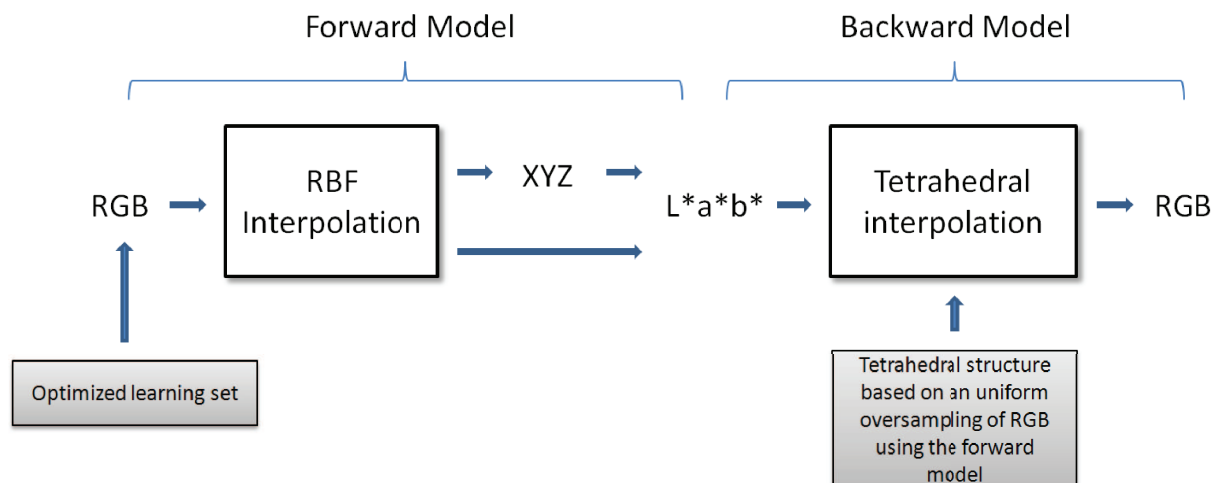 Forward Model
Backward Model
RGB
RBF
Interpolation
XYZ
L*a*b*
Tetrahedral
interpolation
RGB
Optimized learning set
Tetrahedral structure
based on an uniform
oversampling of RGB
using the forward
model